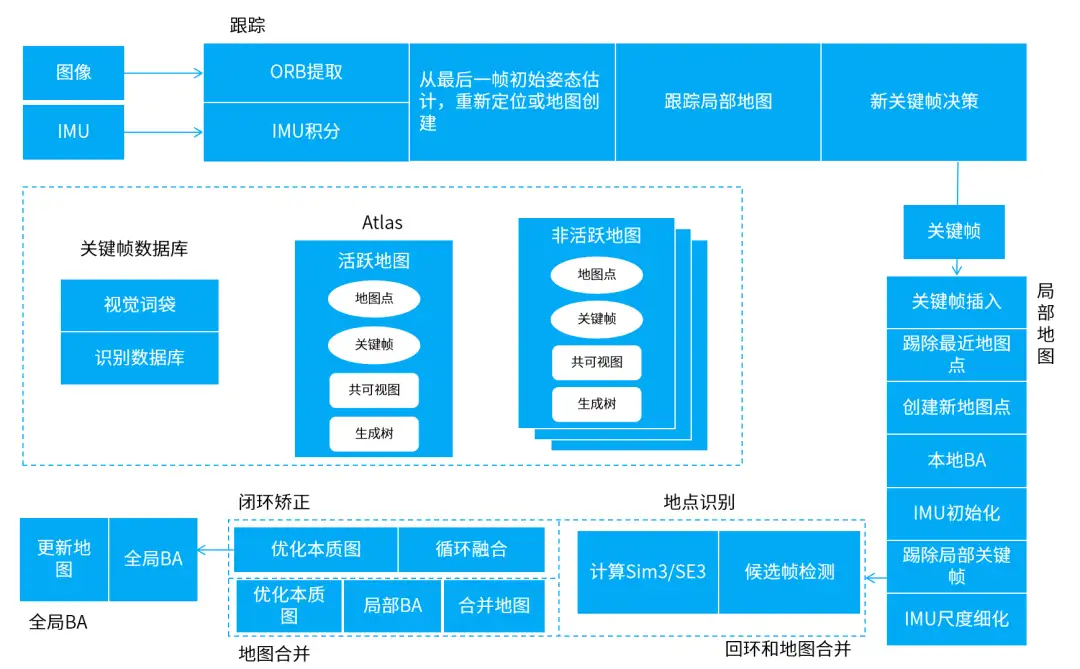 跟踪
图像
IMU
ORB提取
IMU积分
从最后一帧初始姿态估
计，重新定位或地图创
建
跟踪局部地图
新关键帧决策
关键帧
局
部
地
图
关键帧插入
踢除最近地图
点
创建新地图点
本地BA
IMU初始化
踢除局部关键
帧
IMU尺度细化
关键帧数据库
视觉词袋
识别数据库
Atlas
活跃地图
地图点
关键帧
共可视图
生成树
非活跃地图
地图点
关键帧
共可视图
生成树
地点识别
计算Sim3/SE3
候选帧检测
回环和地图合并
闭环矫正
优化本质图
循环融合
优化本质
图
局部BA
合并地图
地图合并
更新地
图
全局BA
全局BA